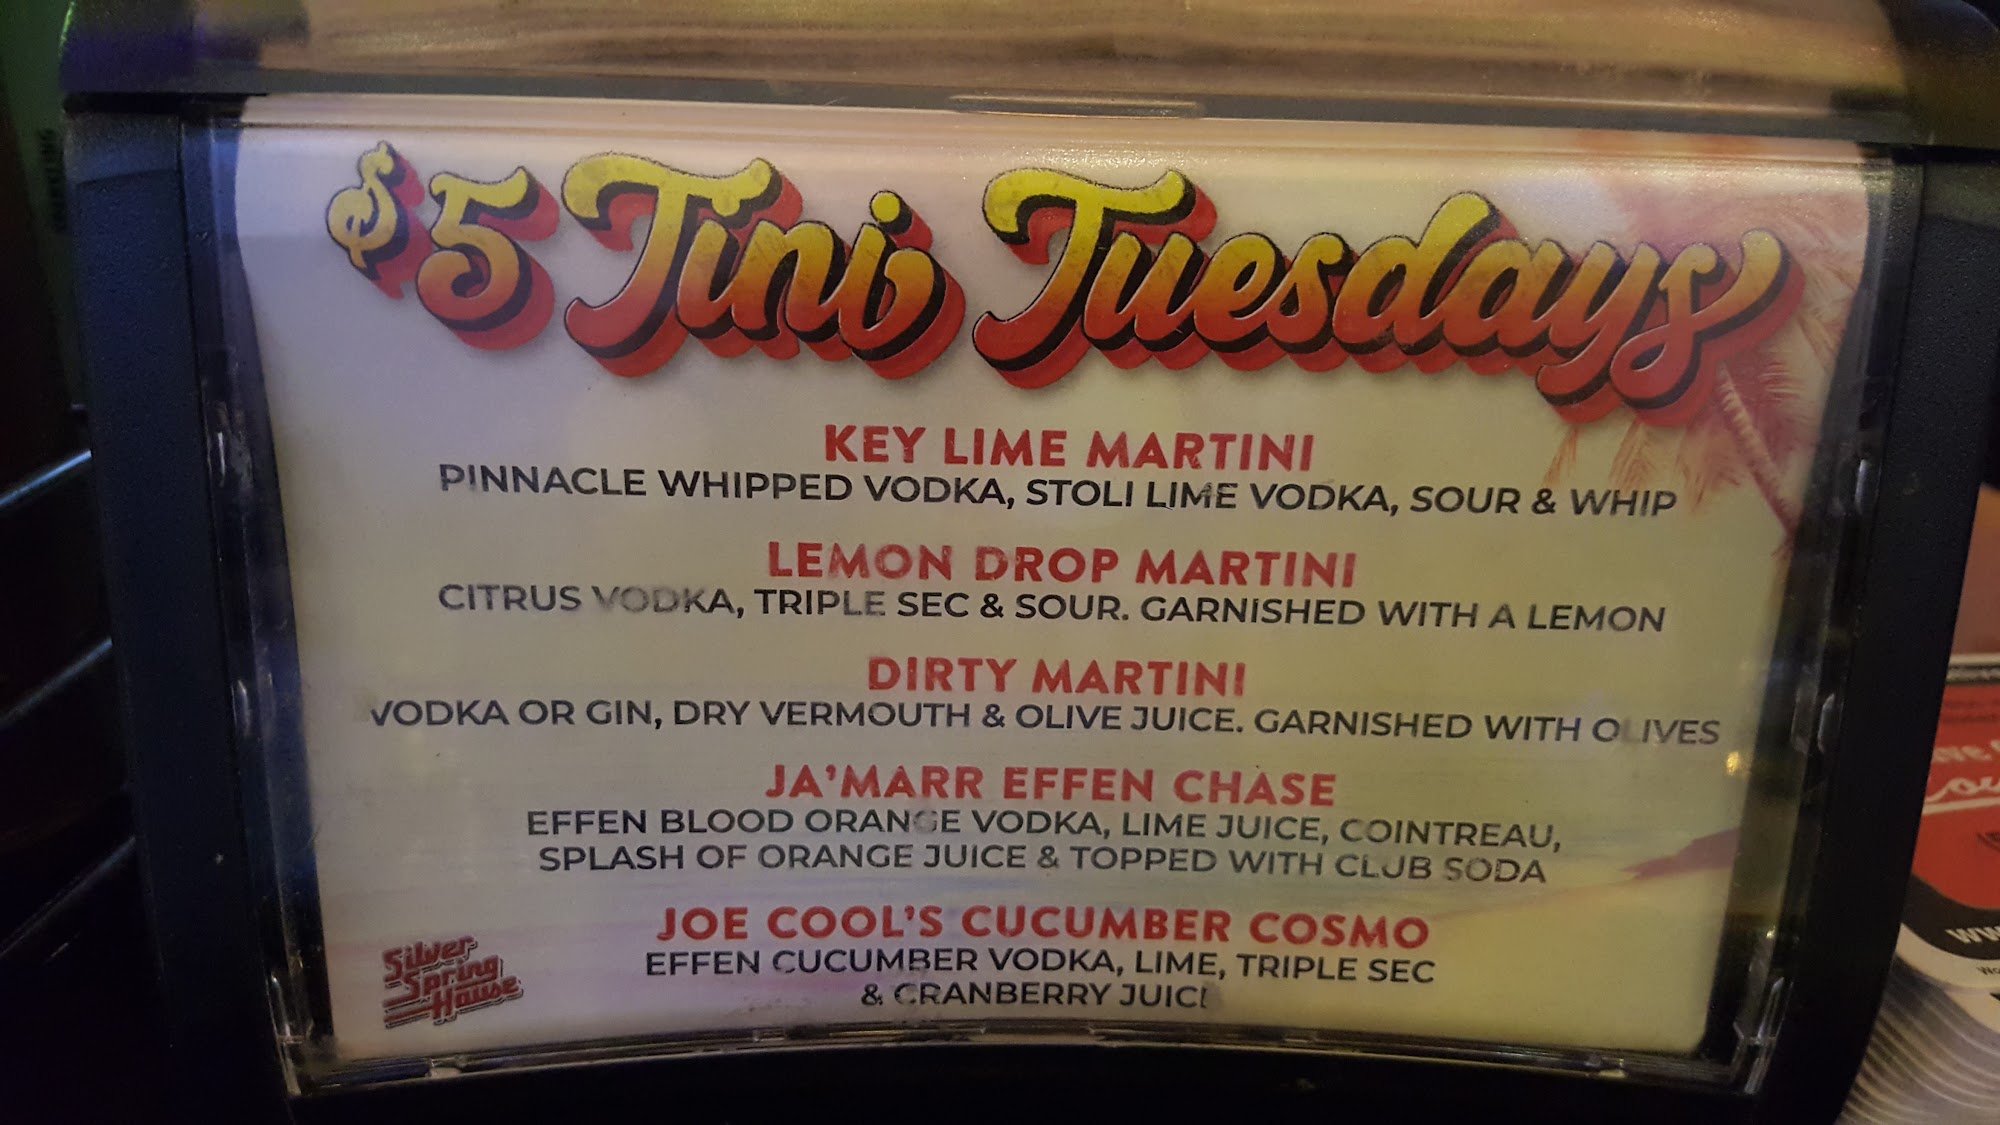 $5 Tini Tuesdays
KEY LIME MARTINI
PINNACLE WHIPPED VODKA, STOLI LIME VODKA, SOUR & WHIP
LEMON DROP MARTINI
CITRUS VODKA, TRIPLE SEC & SOUR. GARNISHED WITH A LEMON
DIRTY MARTINI
VODKA OR GIN, DRY VERMOUTH & OLIVE JUICE. GARNISHED WITH OLIVES
JA'MARR EFFEN CHASE
EFFEN BLOOD ORANGE VODKA, LIME JUICE, COINTREAU,
SPLASH OF ORANGE JUICE & TOPPED WITH CLUB SODA
JOE COOL'S CUCUMBER COSMO
EFFEN CUCUMBER VODKA, LIME, TRIPLE SEC
& CRANBERRY JUICE
Silver
Spring
House